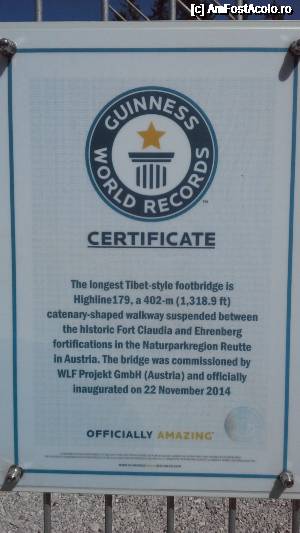 [c] AmFostAcolo.ro
GUINNESS
WORLD RECORDS
TM
CERTIFICATE
The longest Tibet-style footbridge is
Highline179, a 402-m (1,318.9 ft)
catenary-shaped walkway suspended between
the historic Fort Claudia and Ehrenberg
fortifications in the Naturparkregion Reutte
in Austria. The bridge was commissioned by
WLF Projekt GmbH (Austria) and officially
inaugurated on 22 November 2014
OFFICIALLY AMAZING